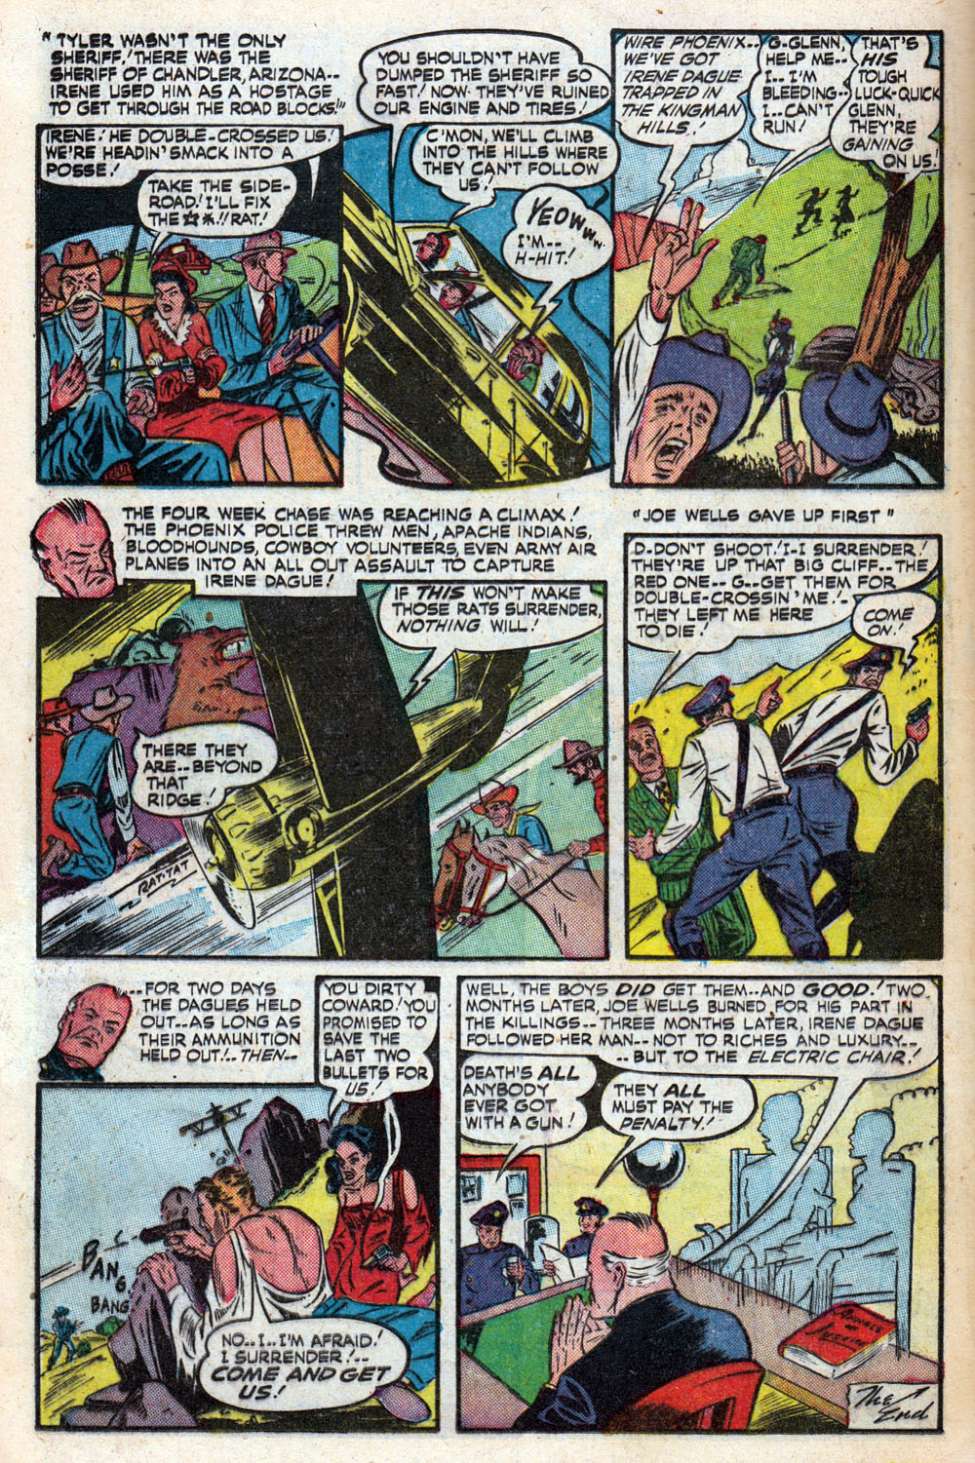 "TYLER WASN'T THE ONLY
SHERIFF! THERE WAS THE
SHERIFF OF CHANDLER, ARIZONA--
IRENE USED HIM AS A HOSTAGE
TO GET THROUGH THE ROAD BLOCKS!"
IRENE! HE DOUBLE-CROSSED US!
WE'RE HEADIN' SMACK INTO A
POSSE!
TAKE THE SIDE-
ROAD! I'LL FIX
THE ☆*!! RAT!
YOU SHOULDN'T HAVE
DUMPED THE SHERIFF SO
FAST! NOW THEY'VE RUINED
OUR ENGINE AND TIRES!
C'MON, WE'LL CLIMB
INTO THE HILLS WHERE
THEY CAN'T FOLLOW
US!
YEOWWWW
I'M--
H-HIT!
WIRE PHOENIX--
WE'VE GOT
IRENE DAGUE
TRAPPED IN
THE KINGMAN
HILLS!
G-GLENN,
HELP ME--
I--I'M
BLEEDING--
I...CAN'T
RUN!
THAT'S
HIS
TOUGH
LUCK-QUICK
GLENN,
THEY'RE
GAINING
ON US!
THE FOUR WEEK CHASE WAS REACHING A CLIMAX!
THE PHOENIX POLICE THREW MEN, APACHE INDIANS,
BLOODHOUNDS, COWBOY VOLUNTEERS, EVEN ARMY AIR
PLANES INTO AN ALL OUT ASSAULT TO CAPTURE
IRENE DAGUE!
IF THIS WON'T MAKE
THOSE RATS SURRENDER,
NOTHING WILL!
THERE THEY
ARE--BEYOND
THAT
RIDGE!
RAT-TAT
"JOE WELLS GAVE UP FIRST"
D-DON'T SHOOT! I-I SURRENDER!
THEY'RE UP THAT BIG CLIFF--THE
RED ONE--G--GET THEM FOR
DOUBLE-CROSSIN' ME!-
THEY LEFT ME HERE
TO DIE!
COME
ON!
...--FOR TWO DAYS
THE DAGUES HELD
OUT--AS LONG AS
THEIR AMMUNITION
HELD OUT!. THEN--
YOU DIRTY
COWARD! YOU
PROMISED TO
SAVE THE
LAST TWO
BULLETS FOR
US!
BANG
BANG
NO..I..I'M AFRAID!
I SURRENDER!--
COME AND GET
US!
WELL, THE BOYS DID GET THEM--AND GOOD! TWO
MONTHS LATER, JOE WELLS BURNED FOR HIS PART IN
THE KILLINGS--THREE MONTHS LATER, IRENE DAGUE
FOLLOWED HER MAN--NOT TO RICHES AND LUXURY--
--BUT TO THE ELECTRIC CHAIR!
DEATH'S ALL
ANYBODY
EVER GOT
WITH A GUN!
THEY ALL
MUST PAY THE
PENALTY!
The
End